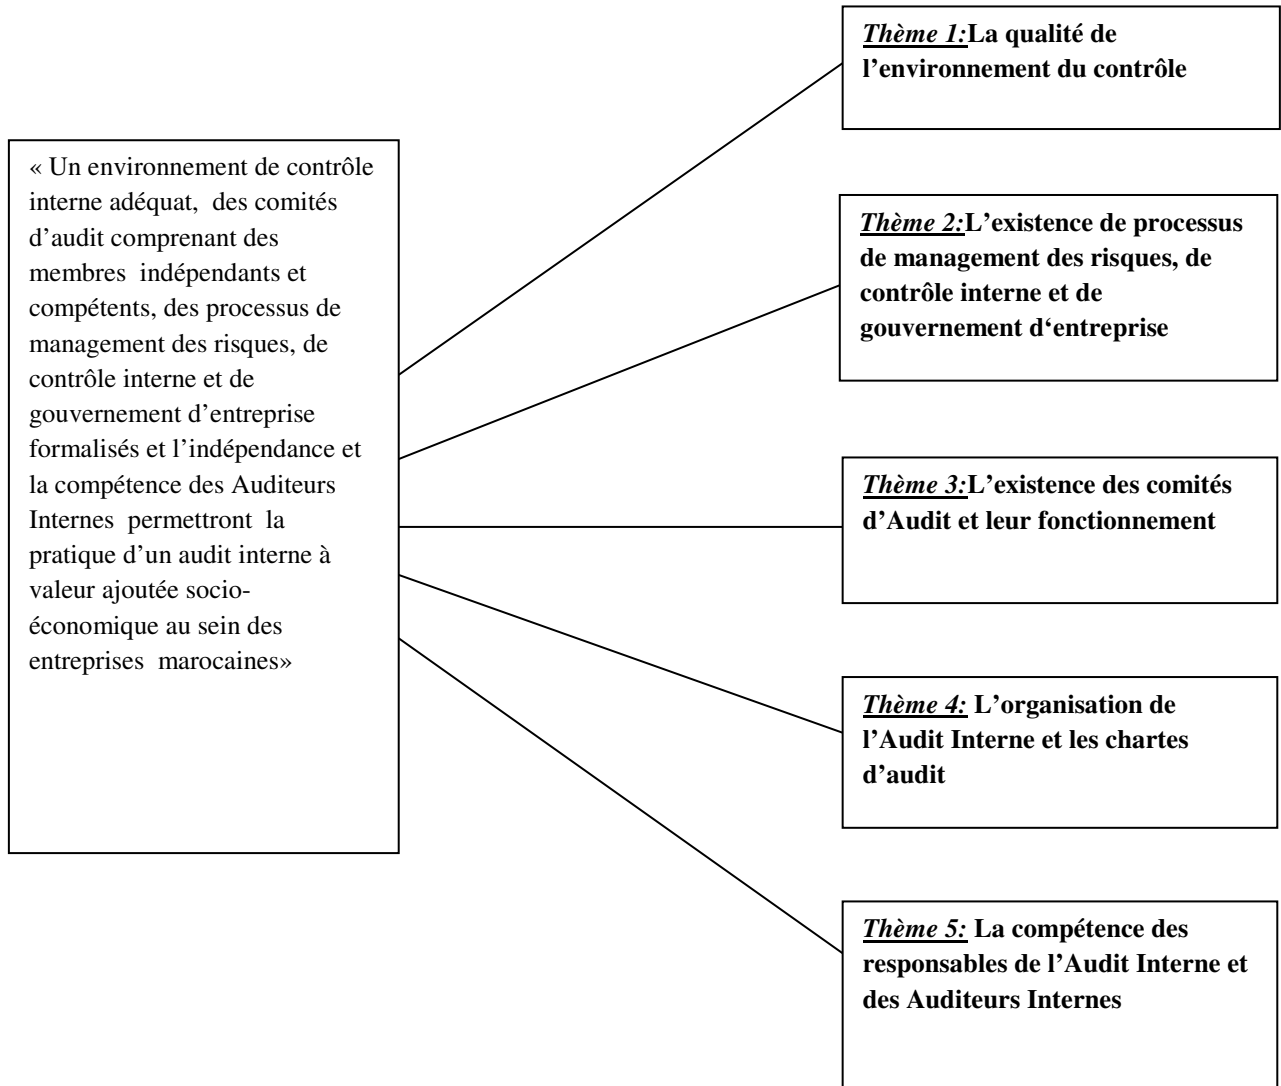 « Un environnement de contrôle
interne adéquat, des comités
d’audit comprenant des
membres indépendants et
compétents, des processus de
management des risques, de
contrôle interne et de
gouvernement d’entreprise
formalisés et l’indépendance et
la compétence des Auditeurs
Internes permettront la
pratique d’un audit interne à
valeur ajoutée socio-
économique au sein des
entreprises marocaines»
Thème 1:La qualité de
l’environnement du contrôle
Thème 2:L’existence de processus
de management des risques, de
contrôle interne et de
gouvernement d‘entreprise
Thème 3:L’existence des comités
d’Audit et leur fonctionnement
Thème 4: L’organisation de
l’Audit Interne et les chartes
d’audit
Thème 5: La compétence des
responsables de l’Audit Interne et
des Auditeurs Internes